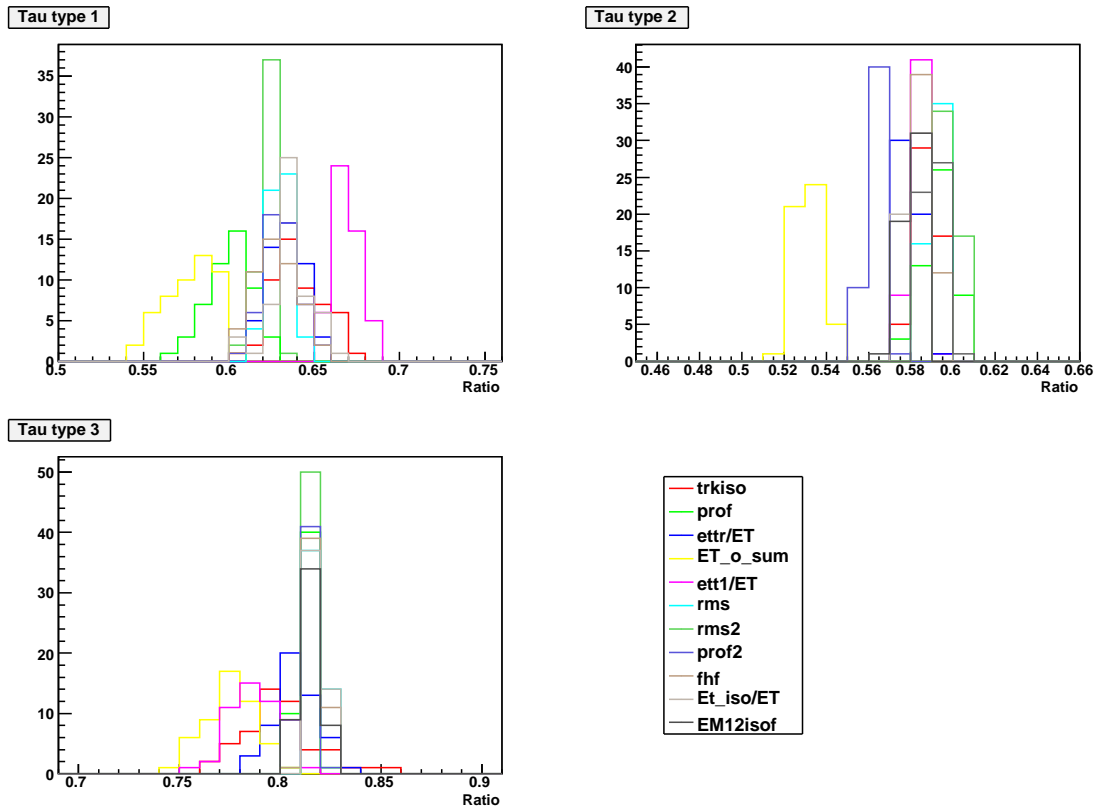 Tau type 1
35
30
25
20
15
10
5
0
0.5 0.55 0.6 0.65 0.7 0.75
Ratio
Tau type 2
40
35
30
25
20
15
10
5
0
0.46 0.48 0.5 0.52 0.54 0.56 0.58 0.6 0.62 0.64 0.66
Ratio
Tau type 3
50
40
30
20
10
0
0.7 0.75 0.8 0.85 0.9
Ratio
trkiso
prof
ettr/ET
ET_o_sum
ett1/ET
rms
rms2
prof2
fhf
Et_iso/ET
EM12isof